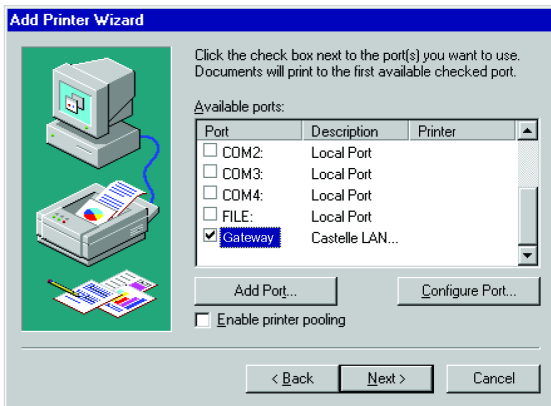 Add Printer Wizard
Click the check box next to the port(s) you want to use.
Documents will print to the first available checked port.
Available ports:
Port Description Printer
COM2: Local Port
COM3: Local Port
COM4: Local Port
FILE: Local Port
Gateway Castelle LAN...
Add Port... Configure Port...
Enable printer pooling
< Back Next > Cancel